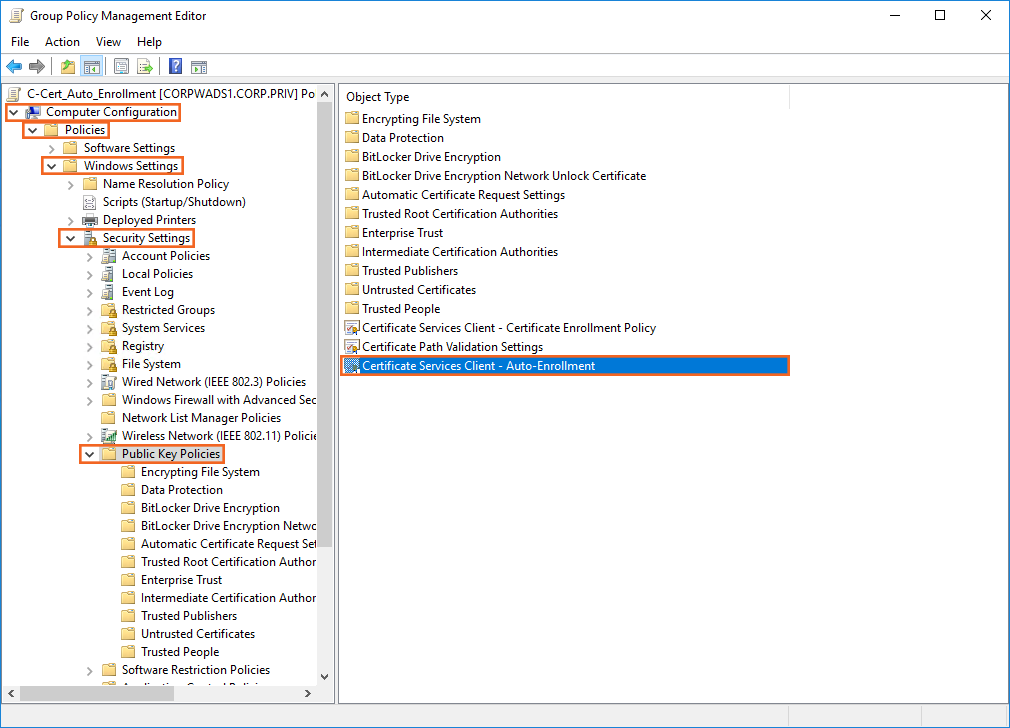 Group Policy Management Editor
File Action View Help
C-Cert_Auto_Enrollment [CORPWADS1.CORP.PRIV] Po
Computer Configuration
Policies
Software Settings
Windows Settings
Name Resolution Policy
Scripts (Startup/Shutdown)
Deployed Printers
Security Settings
Account Policies
Local Policies
Event Log
Restricted Groups
System Services
Registry
File System
Wired Network (IEEE 802.3) Policies
Windows Firewall with Advanced Sec
Network List Manager Policies
Wireless Network (IEEE 802.11) Policie
Public Key Policies
Encrypting File System
Data Protection
BitLocker Drive Encryption
BitLocker Drive Encryption Netwo
Automatic Certificate Request Set
Trusted Root Certification Author
Enterprise Trust
Intermediate Certification Author
Trusted Publishers
Untrusted Certificates
Trusted People
Software Restriction Policies
Object Type
Encrypting File System
Data Protection
BitLocker Drive Encryption
BitLocker Drive Encryption Network Unlock Certificate
Automatic Certificate Request Settings
Trusted Root Certification Authorities
Enterprise Trust
Intermediate Certification Authorities
Trusted Publishers
Untrusted Certificates
Trusted People
Certificate Services Client - Certificate Enrollment Policy
Certificate Path Validation Settings
Certificate Services Client - Auto-Enrollment